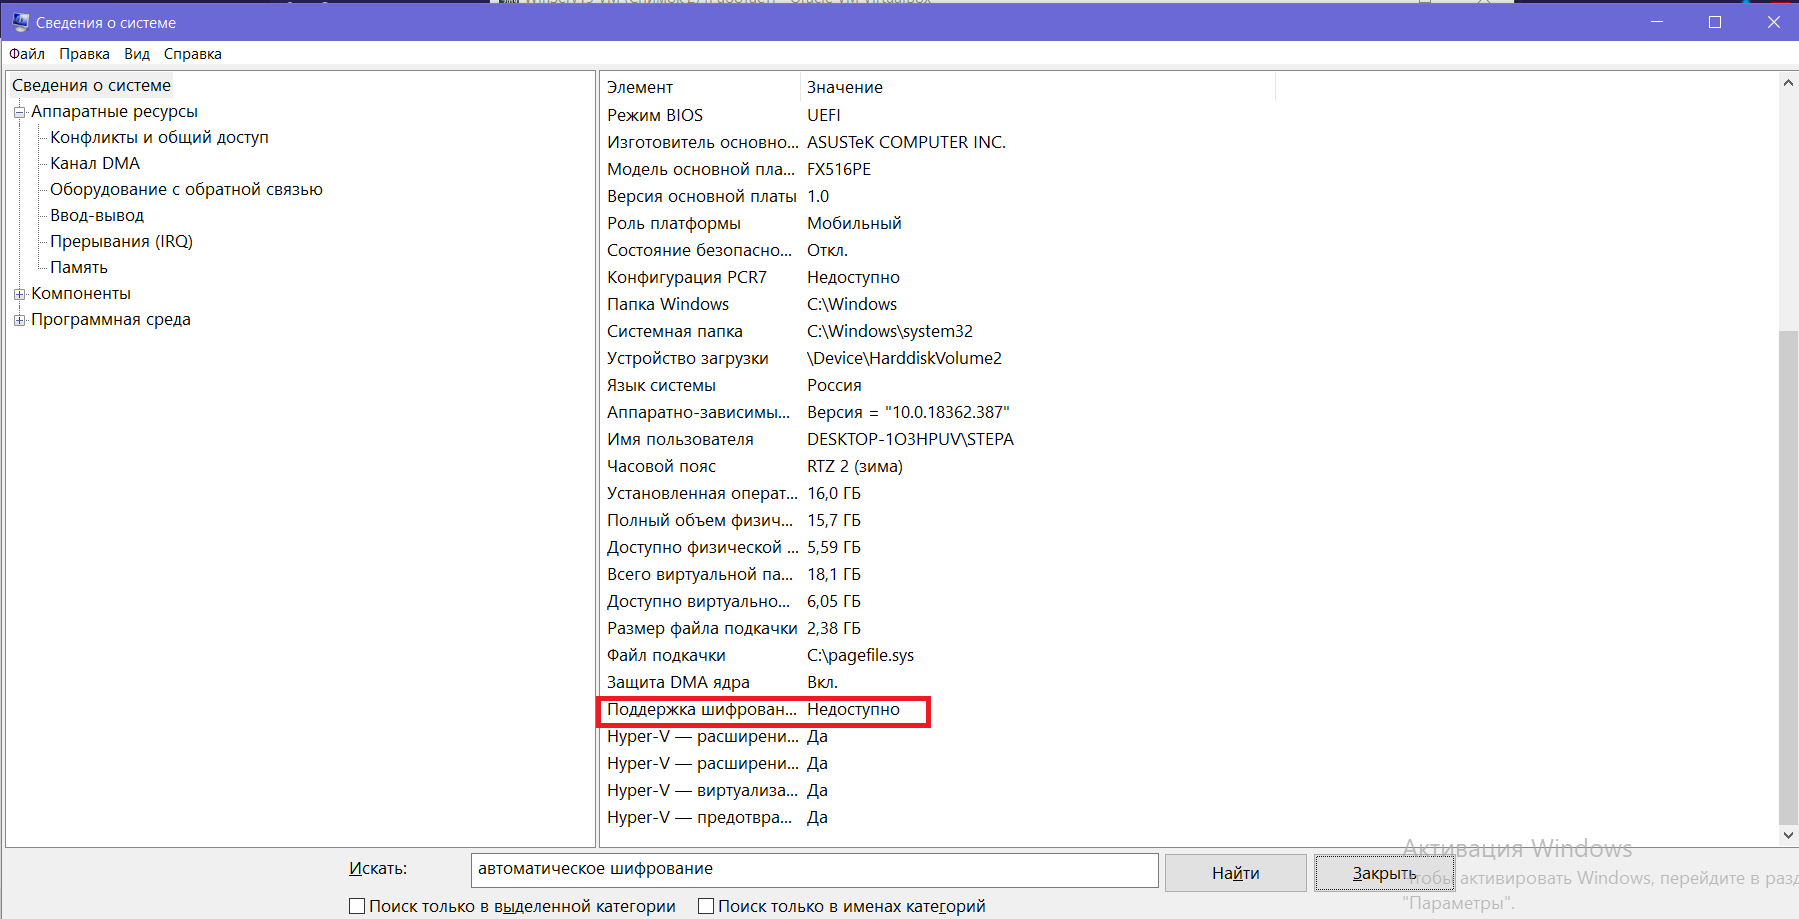 Сведения о системе
Файл Правка Вид Справка
Сведения о системе
Аппаратные ресурсы
Конфликты и общий доступ
Канал DMA
Оборудование с обратной связью
Ввод-вывод
Прерывания (IRQ)
Память
Компоненты
Программная среда
Элемент Значение
Режим BIOS UEFI
Изготовитель основно... ASUSTeK COMPUTER INC.
Модель основной пла... FX516PE
Версия основной платы 1.0
Роль платформы Мобильный
Состояние безопасно... Откл.
Конфигурация PCR7 Недоступно
Папка Windows C:\Windows
Системная папка C:\Windows\system32
Устройство загрузки \Device\HarddiskVolume2
Язык системы Россия
Аппаратно-зависимы... Версия = "10.0.18362.387"
Имя пользователя DESKTOP-1O3HPUV\STEPA
Часовой пояс RTZ 2 (зима)
Установленная операт... 16,0 ГБ
Полный объем физич... 15,7 ГБ
Доступно физической ... 5,59 ГБ
Всего виртуальной па... 18,1 ГБ
Доступно виртуально... 6,05 ГБ
Размер файла подкачки 2,38 ГБ
Файл подкачки C:\pagefile.sys
Защита DMA ядра Вкл.
Поддержка шифрован... Недоступно
Hyper-V — расширени... Да
Hyper-V — расширени... Да
Hyper-V — виртуализа... Да
Hyper-V — предотвра... Да
Искать: автоматическое шифрование Найти Закрыть
Поиск только в выделенной категории Поиск только в именах категорий
Активация Windows
Чтобы активировать Windows, перейдите в разд
"Параметры".